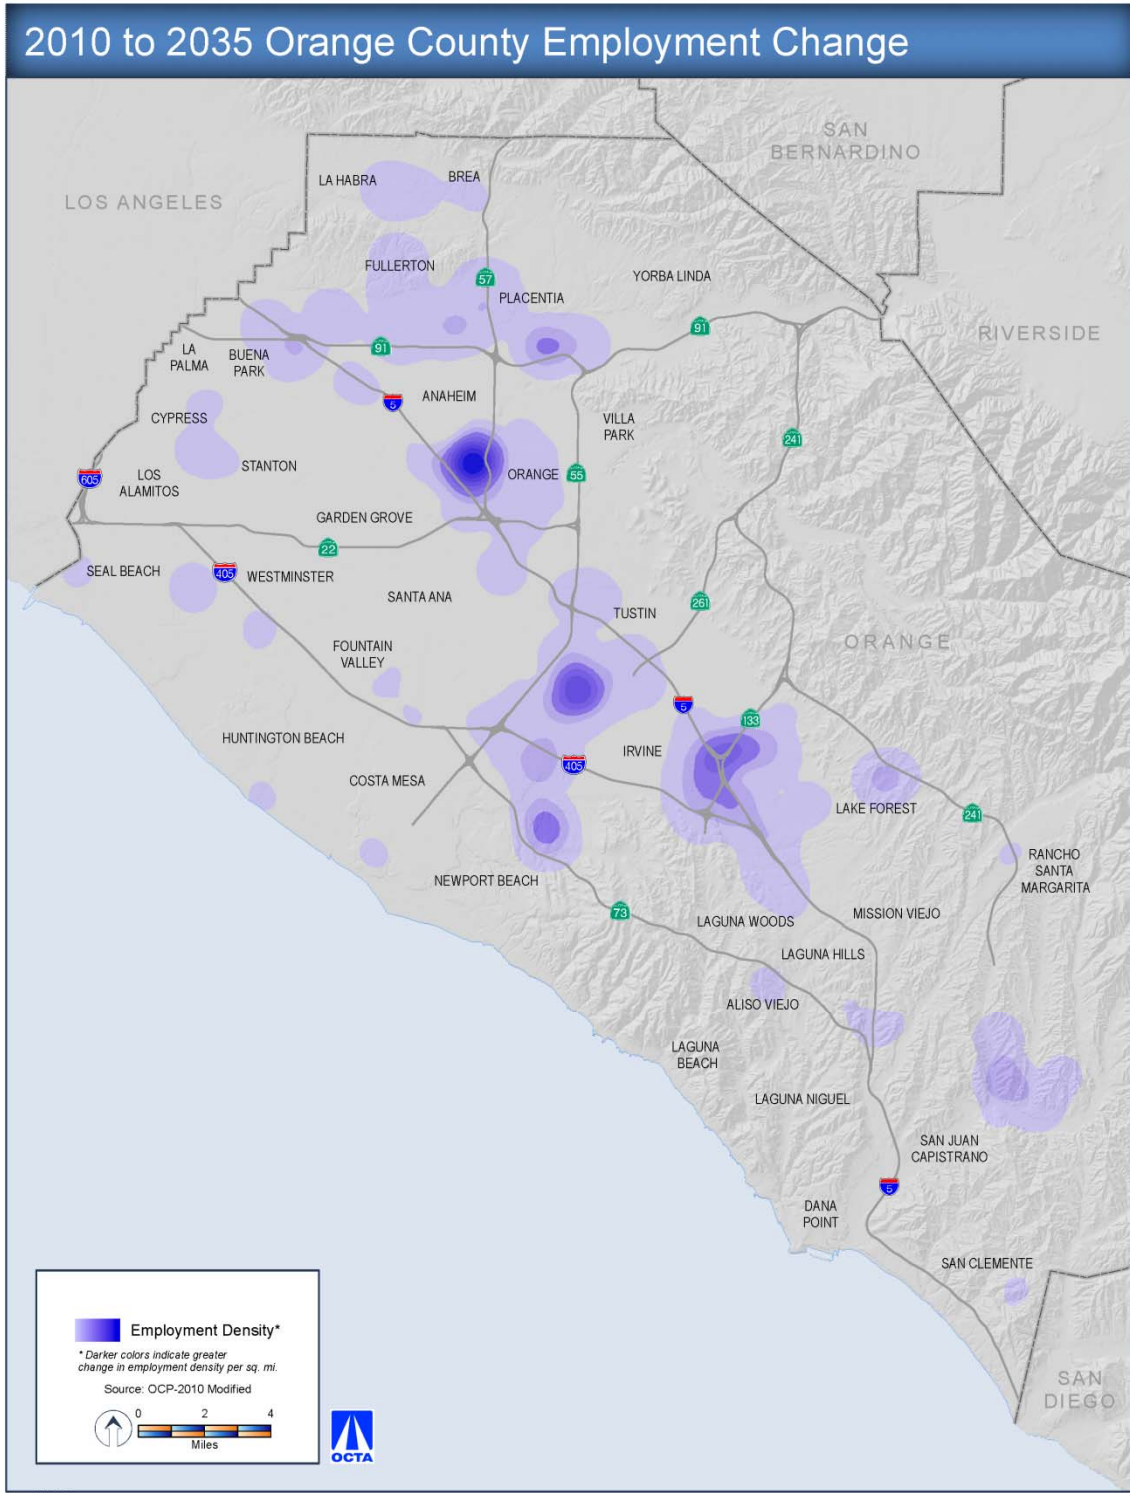 2010 to 2035 Orange County Employment Change
SAN
BERNARDINO
LOS ANGELES
LA HABRA
BREA
FULLERTON
57
YORBA LINDA
PLACENTIA
91
RIVERSIDE
LA
PALMA
BUENA
PARK
91
ANAHEIM
5
CYPRESS
VILLA
PARK
241
STANTON
605
LOS
ALAMITOS
ORANGE
55
GARDEN GROVE
22
SEAL BEACH
405
WESTMINSTER
SANTA ANA
261
TUSTIN
ORANGE
FOUNTAIN
VALLEY
5
133
HUNTINGTON BEACH
IRVINE
405
COSTA MESA
LAKE FOREST
241
RANCHO
SANTA
MARGARITA
NEWPORT BEACH
73
LAGUNA WOODS
MISSION VIEJO
LAGUNA HILLS
ALISO VIEJO
LAGUNA
BEACH
LAGUNA NIGUEL
SAN JUAN
CAPISTRANO
5
DANA
POINT
SAN CLEMENTE
SAN
DIEGO
Employment Density*
* Darker colors indicate greater
change in employment density per sq. mi.
Source: OCP-2010 Modified
0 2 4
Miles
OCTA